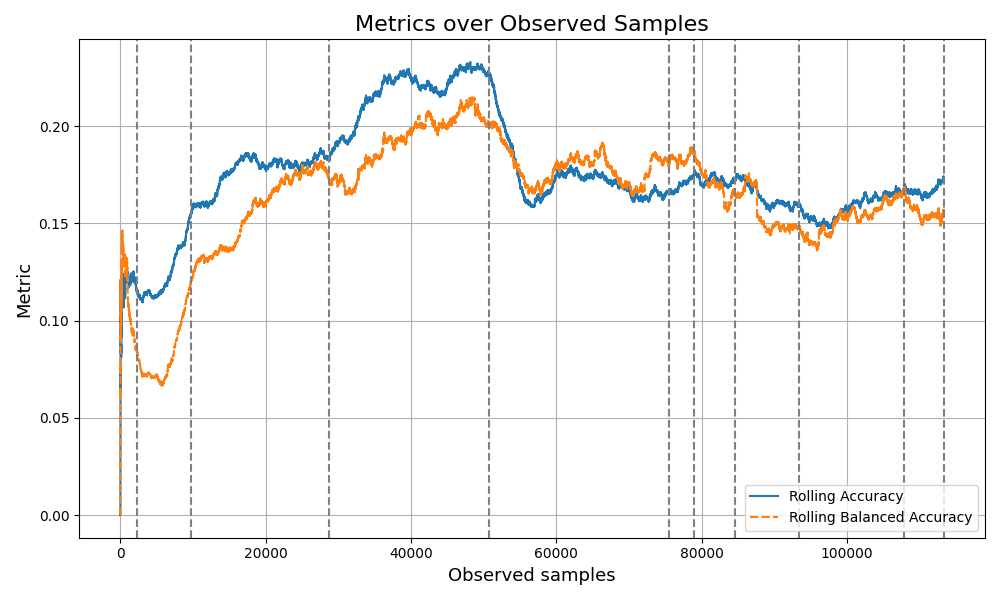 Metrics over Observed Samples
Metric
0.20
0.15
0.10
0.05
0.00
0
20000
40000
60000
80000
100000
Observed samples
Rolling Accuracy
Rolling Balanced Accuracy